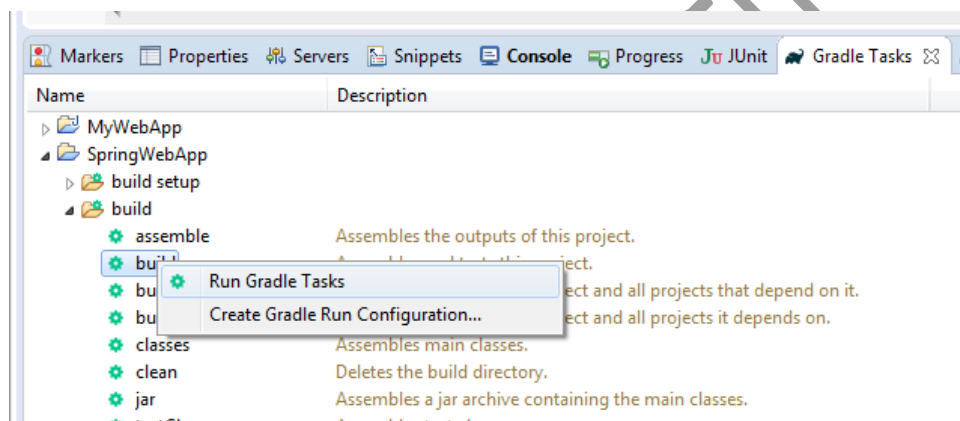 Markers Properties Servers Snippets Console Progress JUnit Gradle Tasks
Name Description
MyWebApp
SpringWebApp
build setup
build
assemble Assembles the outputs of this project.
Run Gradle Tasks
ect and all projects that depend on it.
Create Gradle Run Configuration...
ect and all projects it depends on.
classes Assembles main classes.
clean Deletes the build directory.
jar Assembles a jar archive containing the main classes.